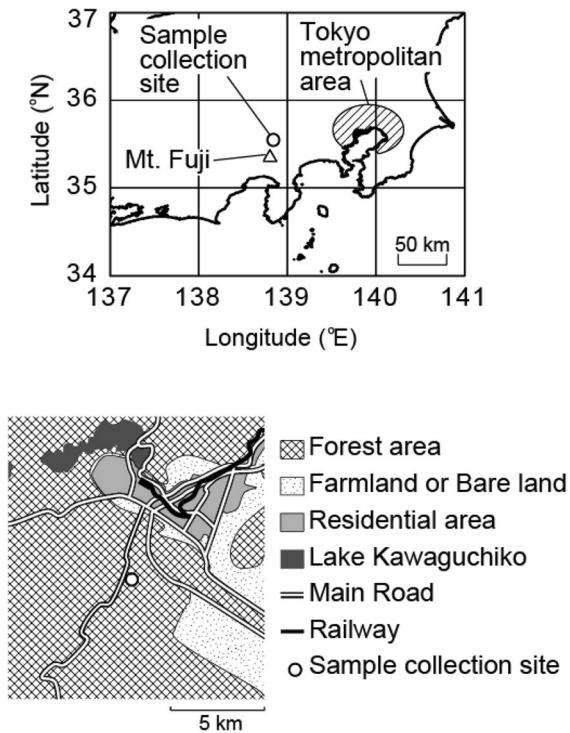 37
Sample
collection
site
Tokyo
metropolitan
area
36
Mt. Fuji
35
50 km
34
137 138 139 140 141
Latitude (°N)
Longitude (°E)
Forest area
Farmland or Bare land
Residential area
Lake Kawaguchiko
Main Road
Railway
Sample collection site
5 km